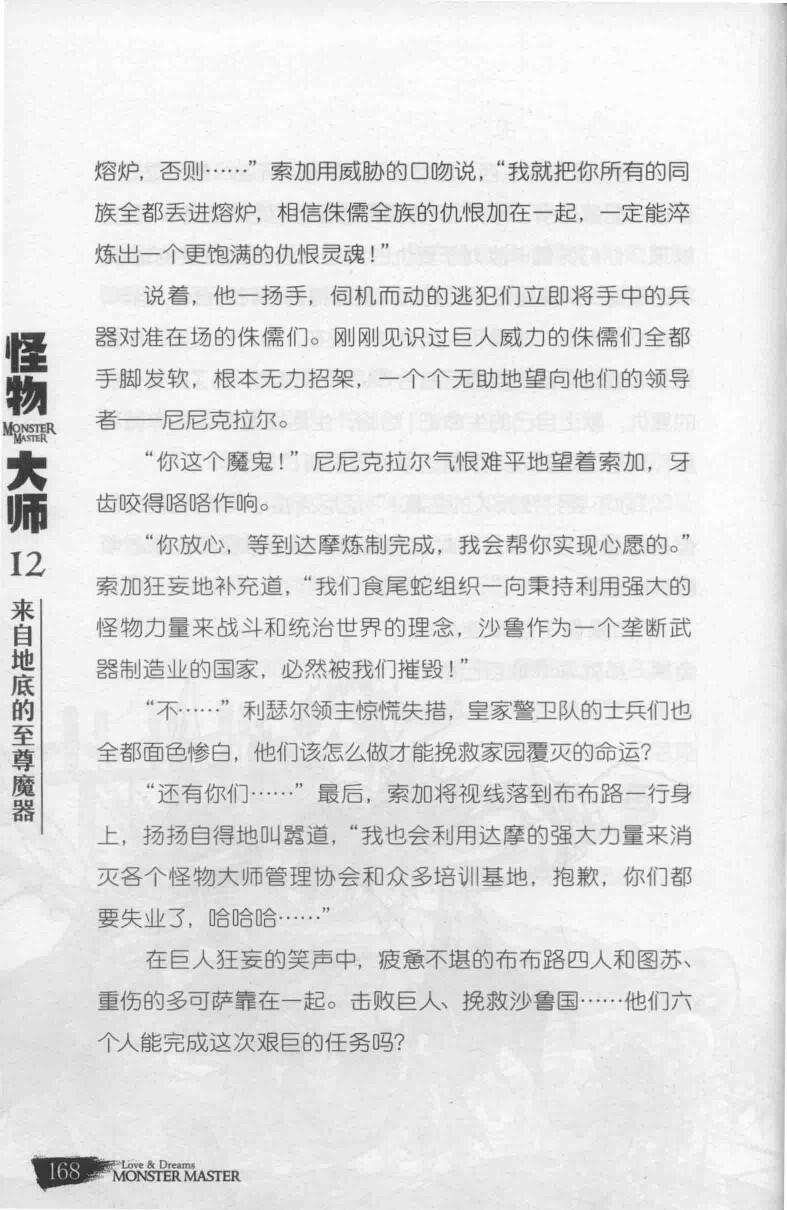 熔炉，否则……”索加用威胁的口吻说，“我就把你所有的同
族全都丢进熔炉，相信侏儒全族的仇恨加在一起，一定能淬
炼出一个更饱满的仇恨灵魂！”
说着，他一扬手，伺机而动的逃犯们立即将手中的兵
器对准在场的侏儒们。刚刚见识过巨人威力的侏儒们全都
手脚发软，根本无力招架，一个个无助地望向他们的领导
者——尼尼克拉尔。
“你这个魔鬼！”尼尼克拉尔气恨难平地望着索加，牙
齿咬得咯咯作响。
“你放心，等到达摩炼制完成，我会帮你实现心愿的。”
索加狂妄地补充道，“我们食尾蛇组织一向秉持利用强大的
怪物力量来战斗和统治世界的理念，沙鲁作为一个垄断武
器制造业的国家，必然被我们摧毁！”
“不……”利瑟尔领主惊慌失措，皇家警卫队的士兵们也
全都面色惨白，他们该怎么做才能挽救家园覆灭的命运？
“还有你们……”最后，索加将视线落到布布路一行身
上，扬扬自得地叫嚣道，“我也会利用达摩的强大力量来消
灭各个怪物大师管理协会和众多培训基地，抱歉，你们都
要失业了，哈哈哈……”
在巨人狂妄的笑声中，疲惫不堪的布布路四人和图苏、
重伤的多可萨靠在一起。击败巨人、挽救沙鲁国……他们六
个人能完成这次艰巨的任务吗？
怪物
MONSTER
MASTER
大师
12
来自地底的至尊魔器
168
Love & Dreams
MONSTER MASTER